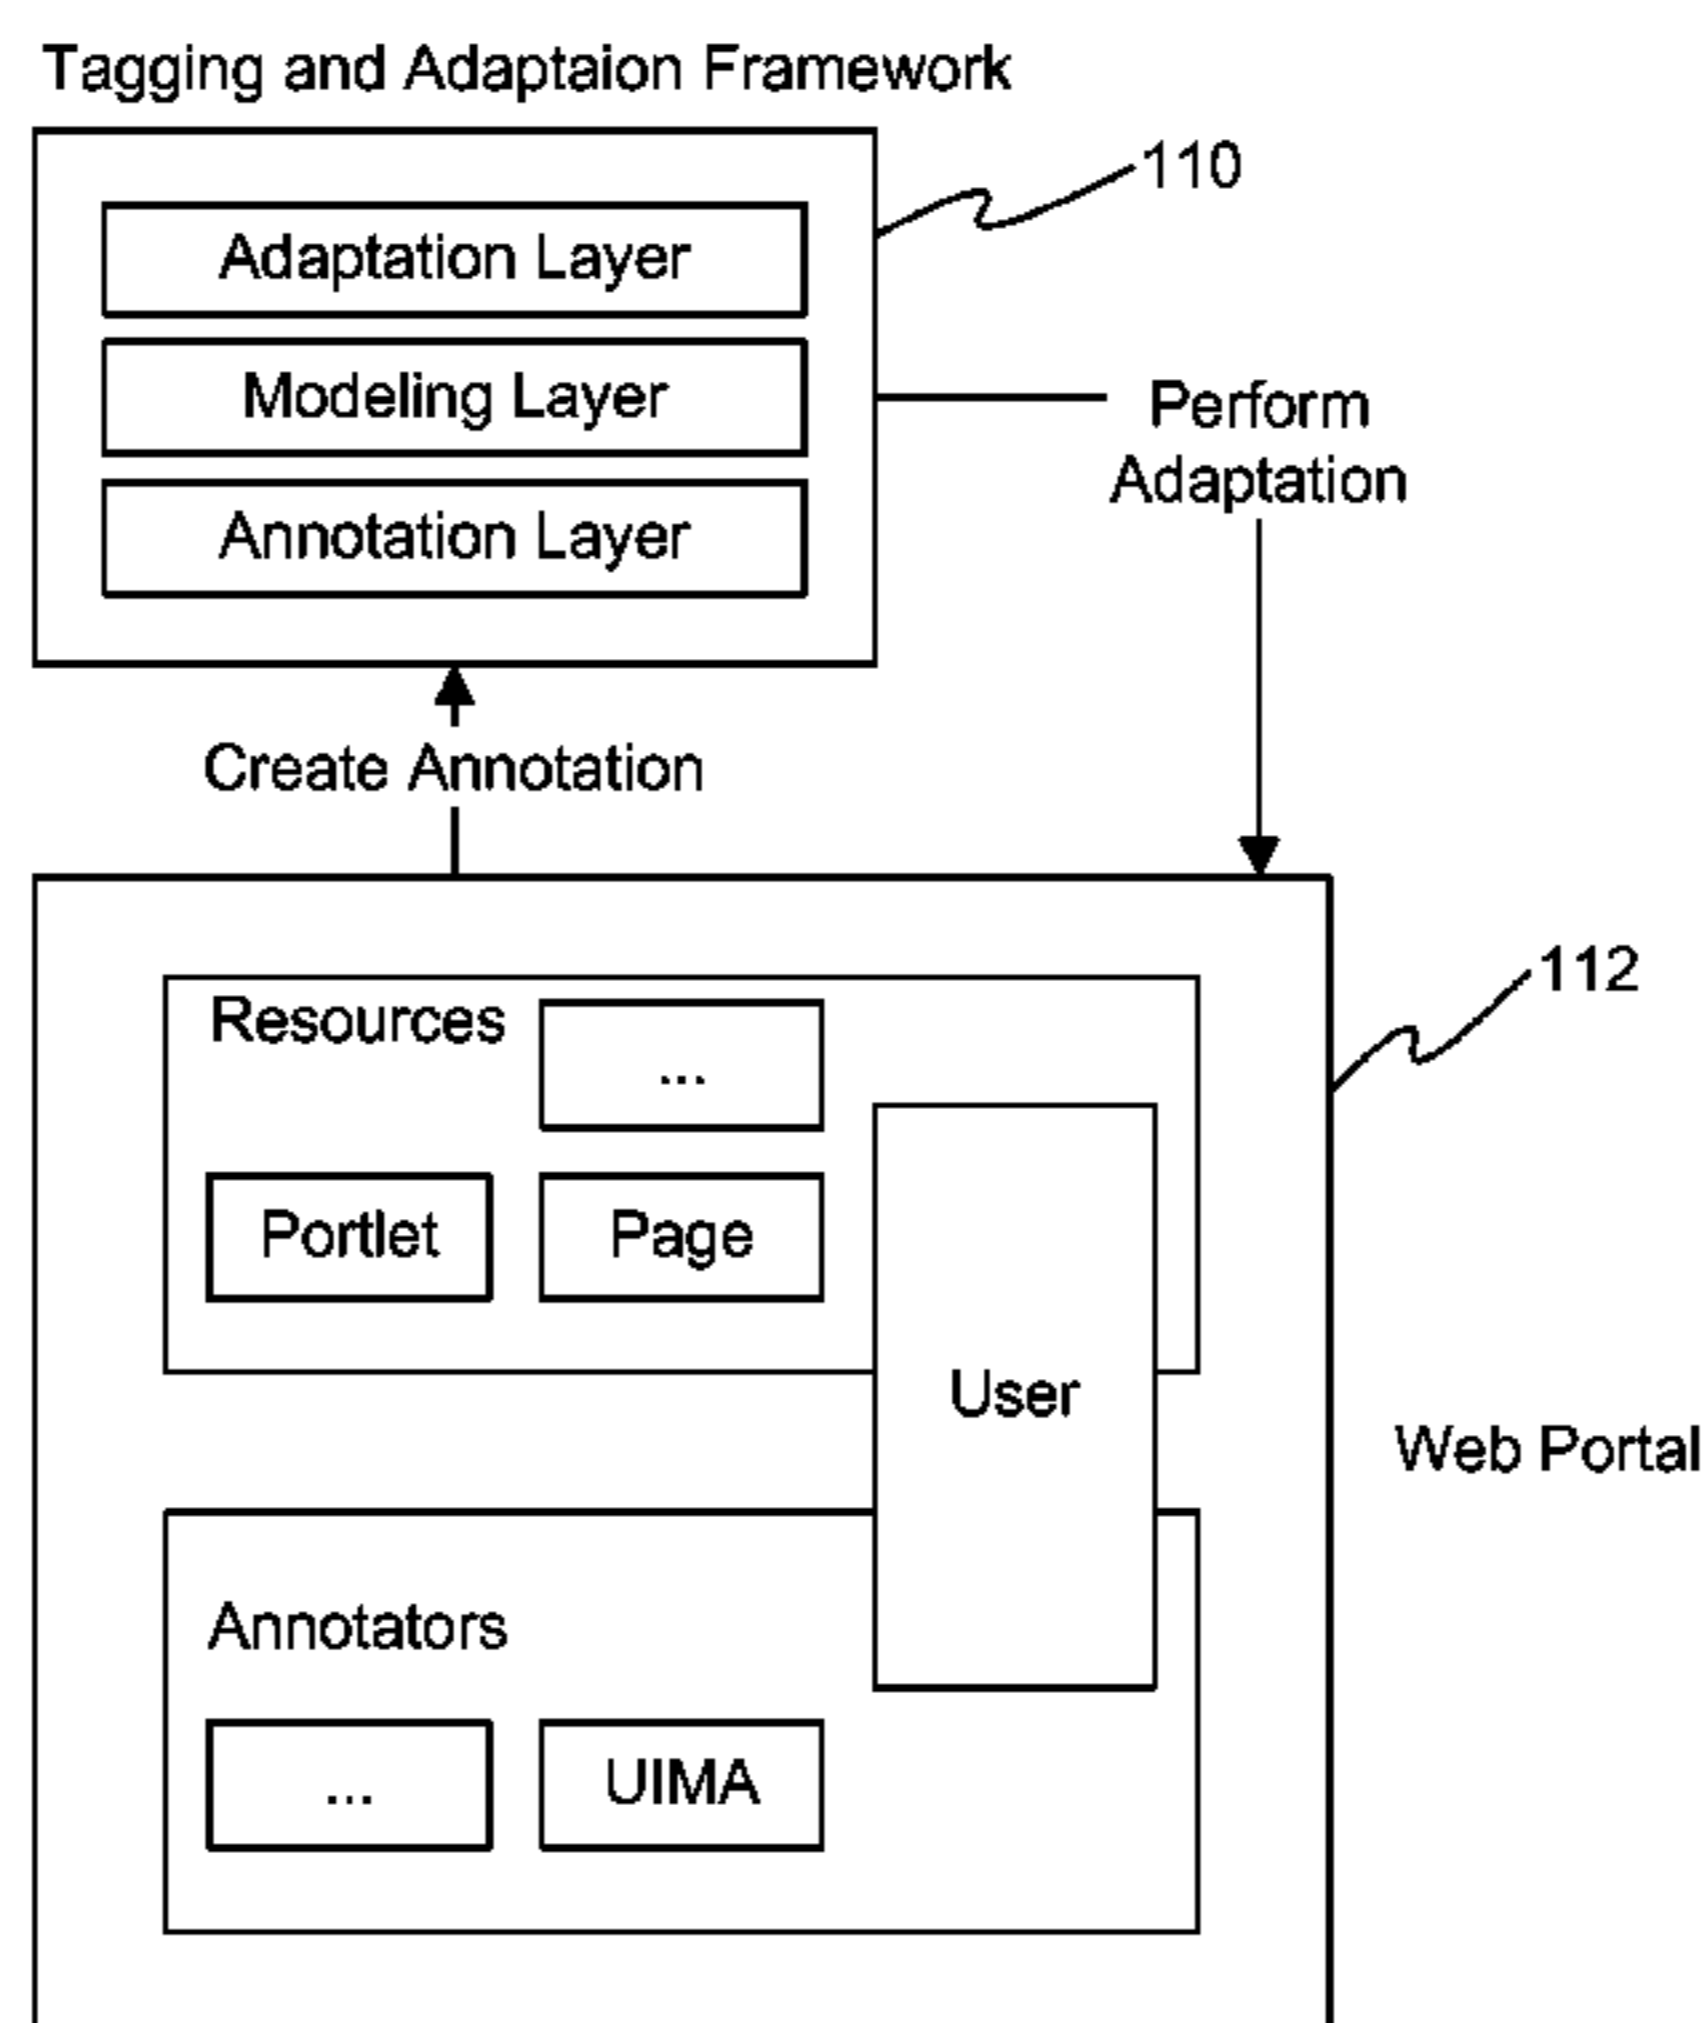 Tagging and Adaptaion Framework
110
Adaptation Layer
Modeling Layer
Annotation Layer
Perform
Adaptation
Create Annotation
112
Resources
...
Portlet
Page
User
Web Portal
Annotators
...
UIMA